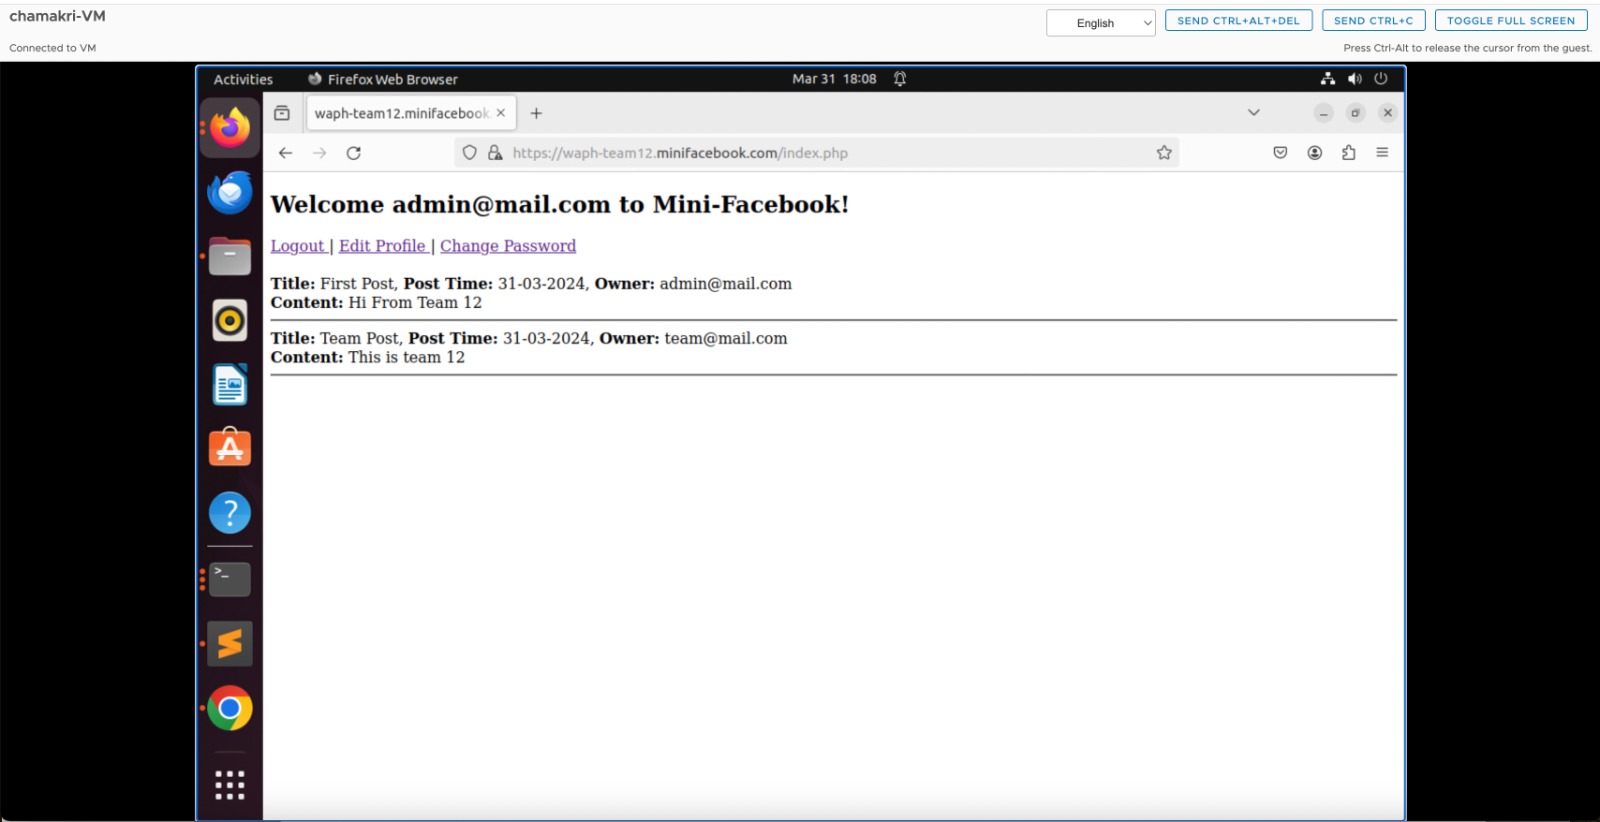 chamakri-VM
English
SEND CTRL+ALT+DEL
SEND CTRL+C
TOGGLE FULL SCREEN
Connected to VM
Press Ctrl-Alt to release the cursor from the guest.
Activities
Firefox Web Browser
Mar 31 18:08
waph-team12.minifacebook
https://waph-team12.minifacebook.com/index.php
Welcome admin@mail.com to Mini-Facebook!
Logout | Edit Profile | Change Password
Title: First Post, Post Time: 31-03-2024, Owner: admin@mail.com
Content: Hi From Team 12
Title: Team Post, Post Time: 31-03-2024, Owner: team@mail.com
Content: This is team 12